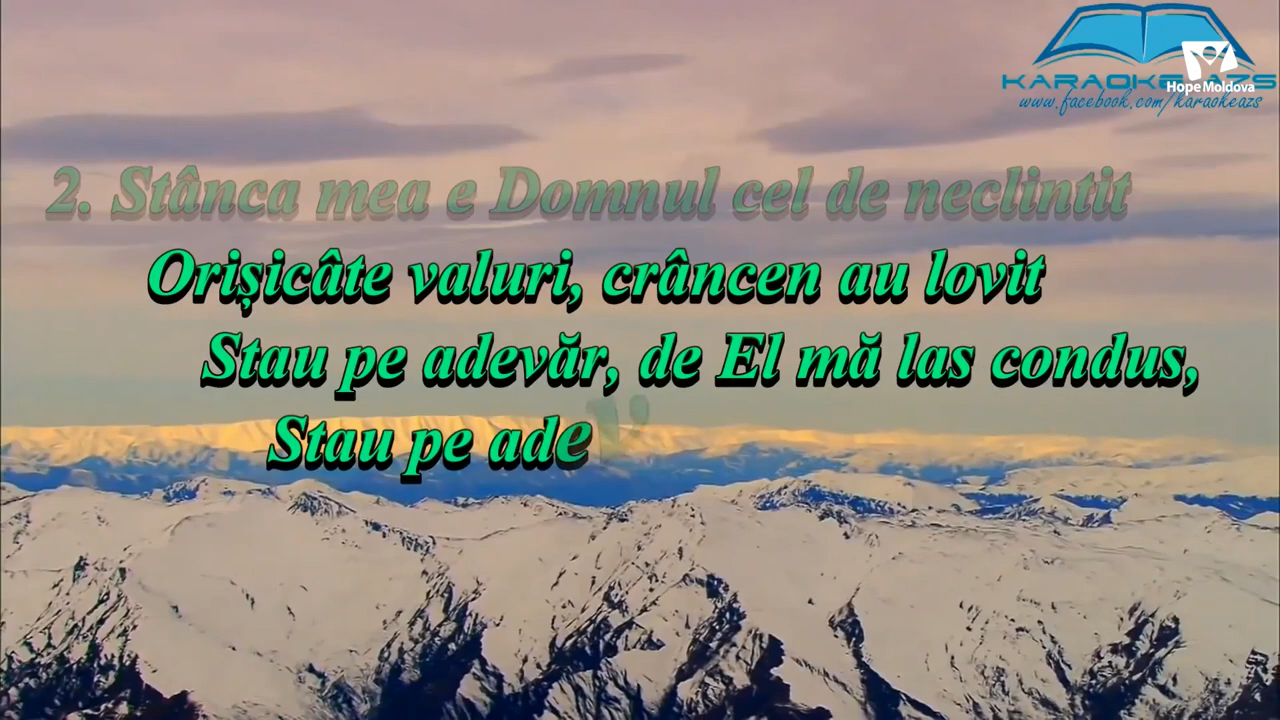 KARAOKE AZS
Hope Moldova
www.facebook.com/karaokeazs
2. Stânca mea e Domnul cel de neclintit
Orișicâte valuri, crâncen au lovit
Stau pe adevăr, de El mă las condus,
Stau pe ade